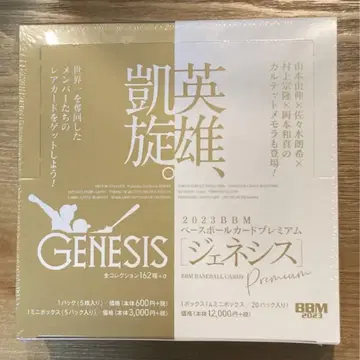 英雄、
凱旋。
世界一を奪回した
メンバーたちの
レアカードをゲットしよう!
山本由伸×佐々木朗希×
村上宗隆×岡本和真の
カルテットメモラも登場!
GENESIS
全コレクション162種+α
1パック(5枚入り) / 価格(本体600円+税)
1ミニボックス(5パック入り) / 価格(本体3,000円+税)
2023 BBM
ベースボールカードプレミアム
[ジェネシス]
BBM BASEBALL CARDS
Premium
1ボックス(4ミニボックス / 20パック入り)
価格(本体12,000円+税)
BBM
2023